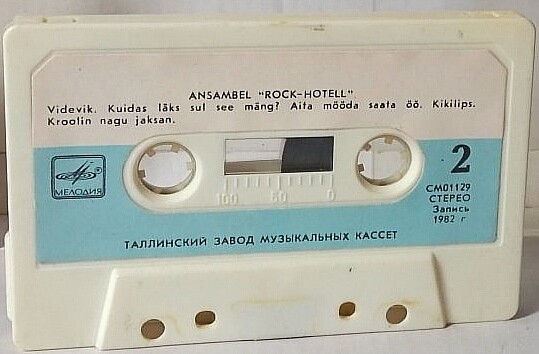 ANSAMBEL "ROCK-HOTELL"
Videvik. Kuidas läks sul see mäng? Aita mööda saata öö. Kikilips.
Kroolin nagu jaksan.
2
МЕЛОДИЯ
100 50 0
СМ01129
СТЕРЕО
Запись
1982 г
ТАЛЛИНСКИЙ ЗАВОД МУЗЫКАЛЬНЫХ КАССЕТ